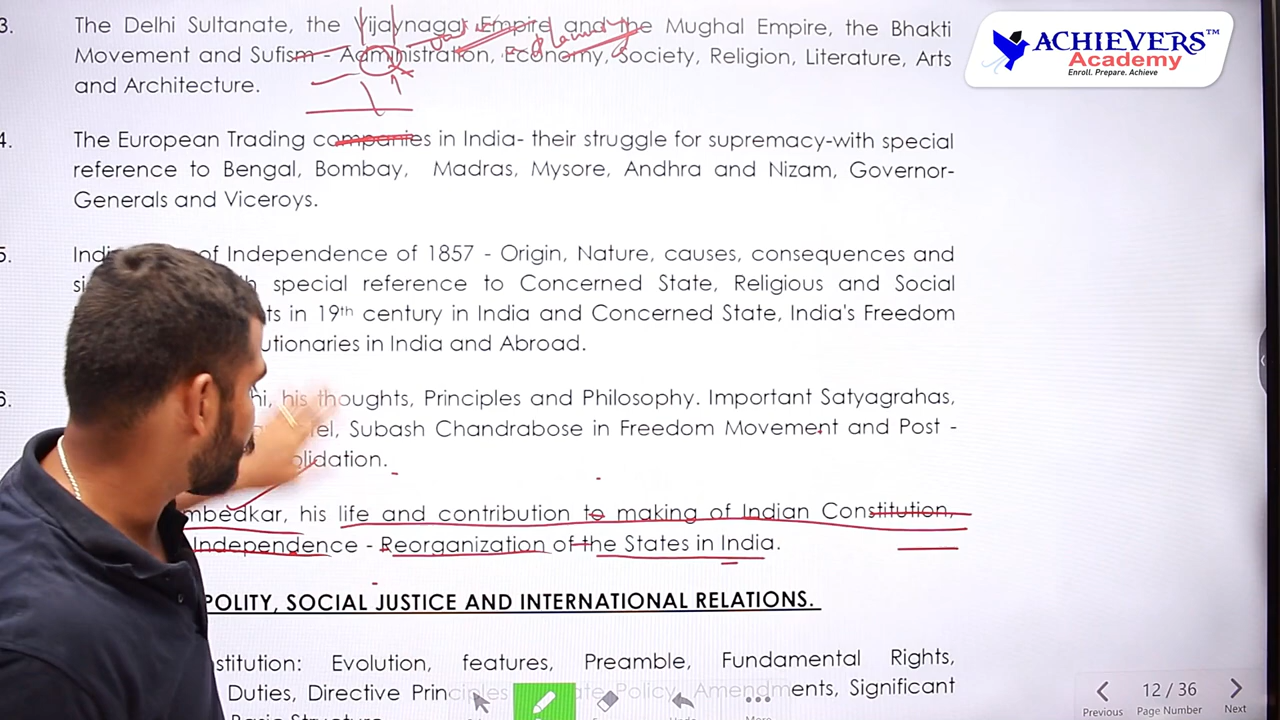 3. The Delhi Sultanate, the Vijaynagar Empire and the Mughal Empire, the Bhakti
Movement and Sufism - Administration, Economy, Society, Religion, Literature, Arts
and Architecture.
ACHIEVERS™
Academy
Enroll. Prepare. Achieve
4. The European Trading companies in India- their struggle for supremacy-with special
reference to Bengal, Bombay, Madras, Mysore, Andhra and Nizam, Governor-
Generals and Viceroys.
5. of Independence of 1857 - Origin, Nature, causes, consequences and
special reference to Concerned State, Religious and Social
in 19th century in India and Concerned State, India's Freedom
in India and Abroad.
6. his thoughts, Principles and Philosophy. Important Satyagrahas,
Subash Chandrabose in Freedom Movement and Post -
his life and contribution to making of Indian Constitution,
Independence - Reorganization of the States in India.
POLITY, SOCIAL JUSTICE AND INTERNATIONAL RELATIONS.
Evolution, features, Preamble, Fundamental Rights,
Duties, Directive Policy, Amendments, Significant
Basic Structure
12 / 36
Previous Page Number Next